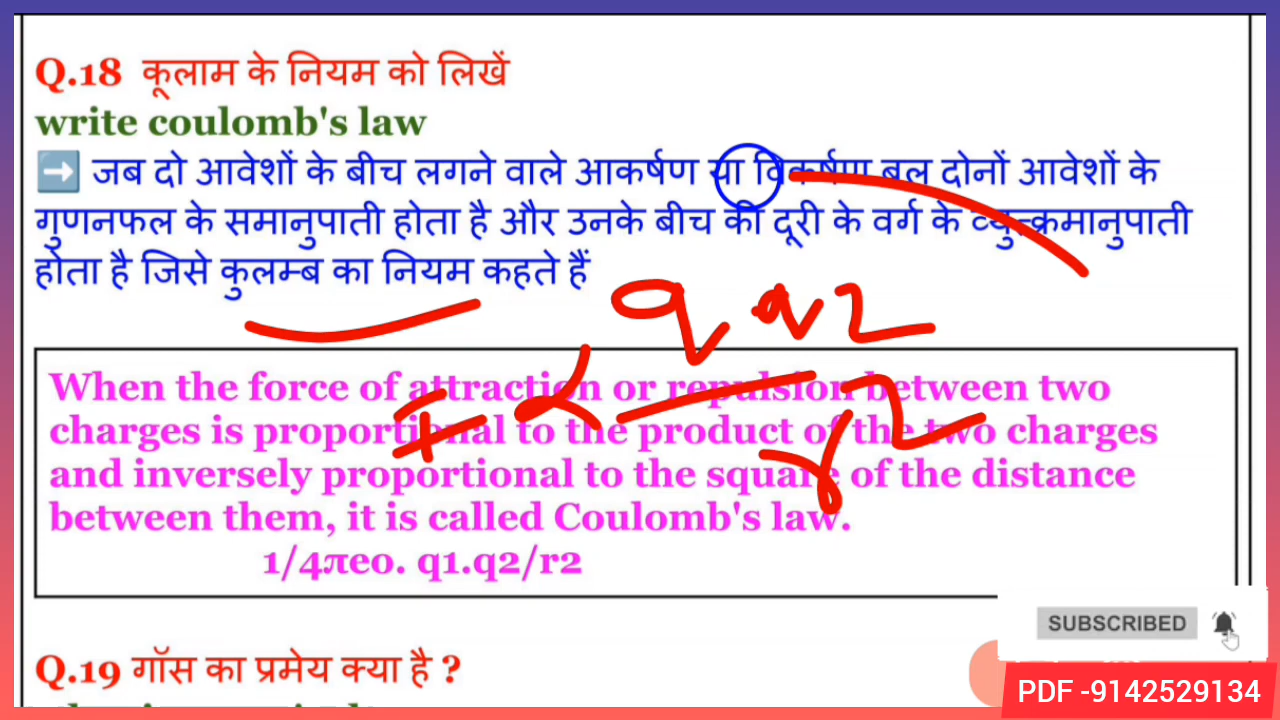 Q.18 कूलाम के नियम को लिखें
write coulomb's law
➡ जब दो आवेशों के बीच लगने वाले आकर्षण या विकर्षण बल दोनों आवेशों के
गुणनफल के समानुपाती होता है और उनके बीच की दूरी के वर्ग के व्युत्क्रमानुपाती
होता है जिसे कुलम्ब का नियम कहते हैं
q q2
F ∝
r2
When the force of attraction or repulsion between two
charges is proportional to the product of the two charges
and inversely proportional to the square of the distance
between them, it is called Coulomb's law.
1/4πeo. q1.q2/r2
SUBSCRIBED
Q.19 गॉस का प्रमेय क्या है ?
PDF -9142529134